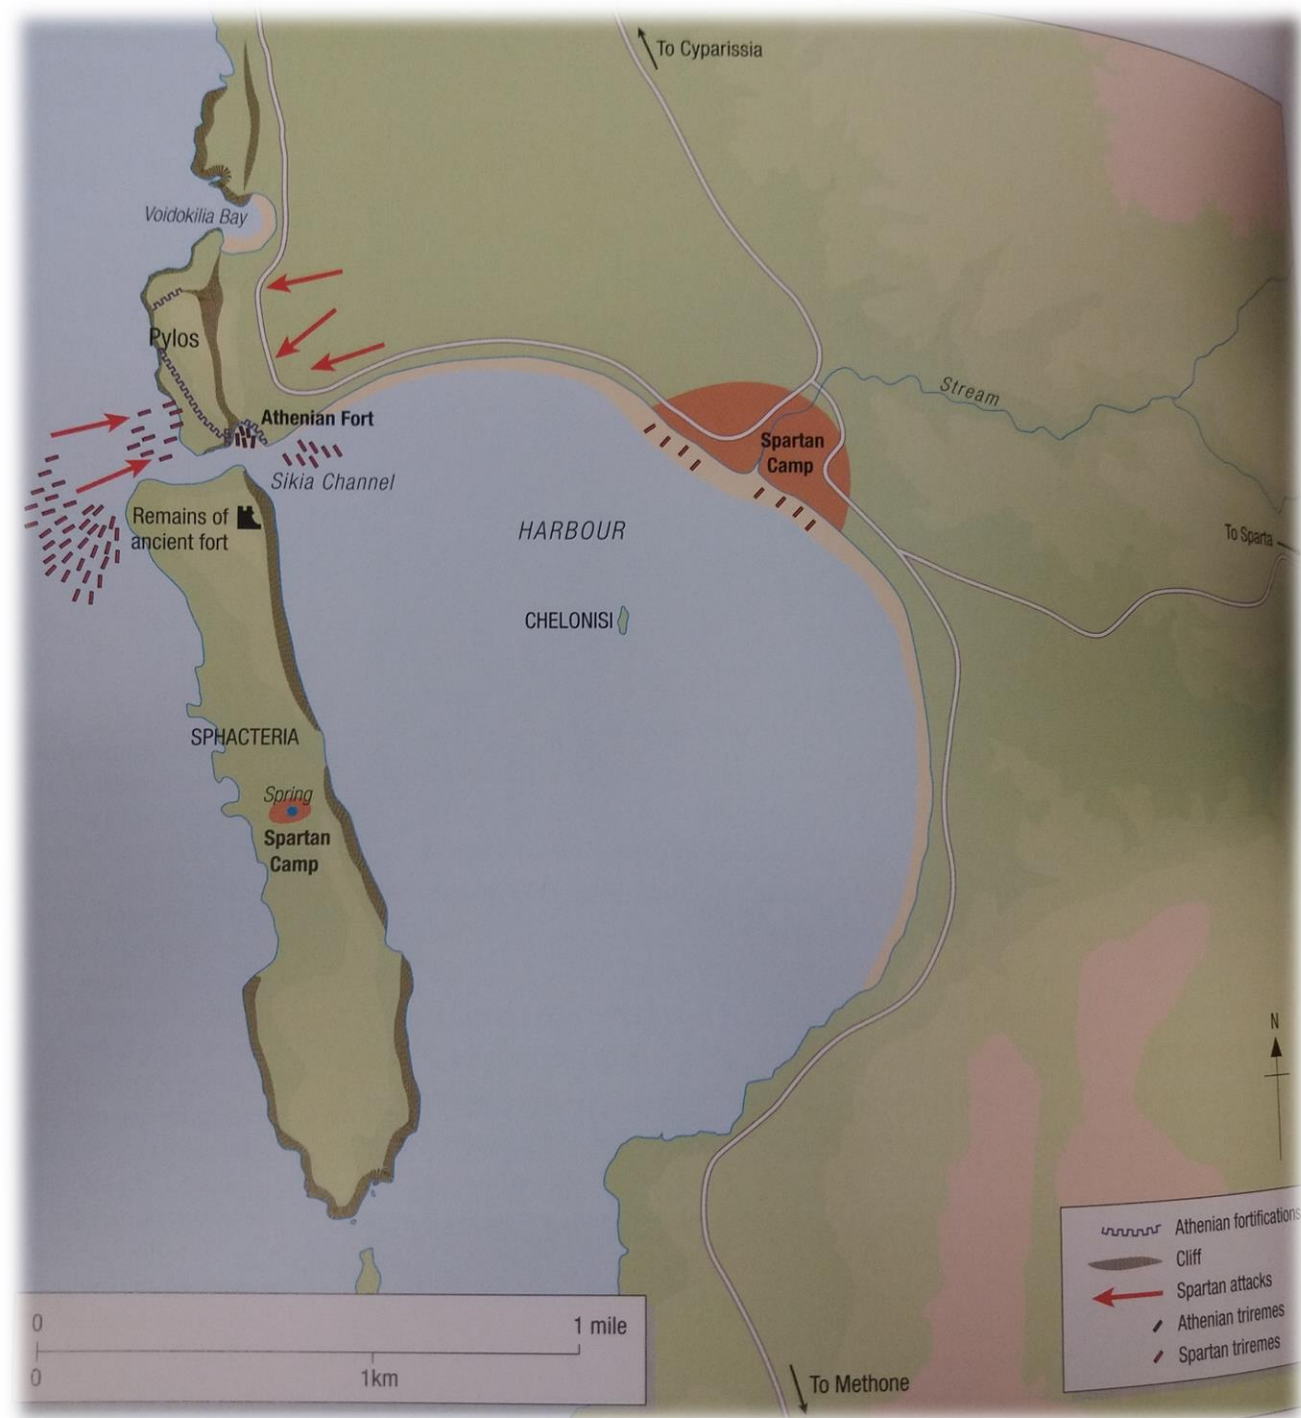 To Cyparissia
Voidokilia Bay
Pylos
Athenian Fort
Stream
Spartan
Camp
Sikia Channel
Remains of
ancient fort
HARBOUR
To Sparta
CHELONISI
SPHACTERIA
Spring
Spartan
Camp
N
Athenian fortifications
Cliff
Spartan attacks
Athenian triremes
Spartan triremes
0
1 mile
0
1km
To Methone